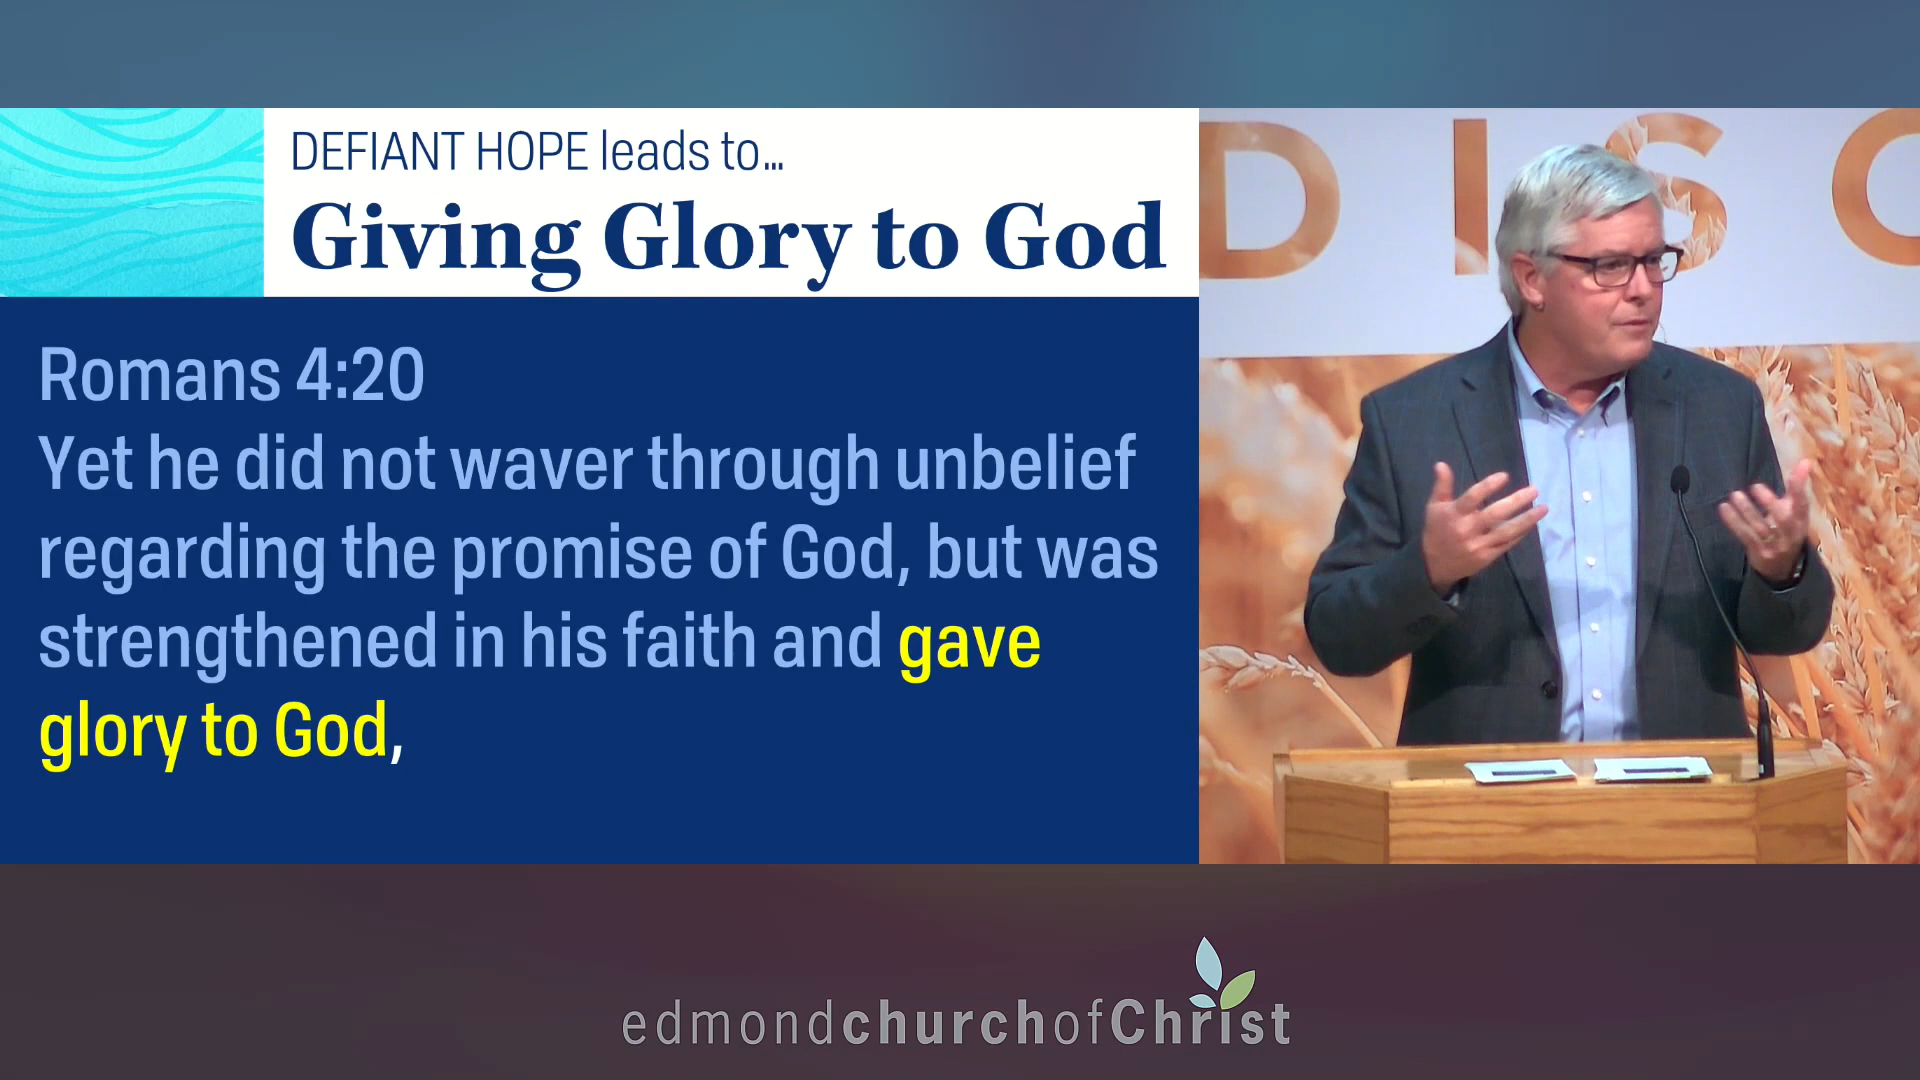 DEFIANT HOPE leads to...
Giving Glory to God
Romans 4:20
Yet he did not waver through unbelief
regarding the promise of God, but was
strengthened in his faith and gave
glory to God,
DISC
edmondchurchofChrist